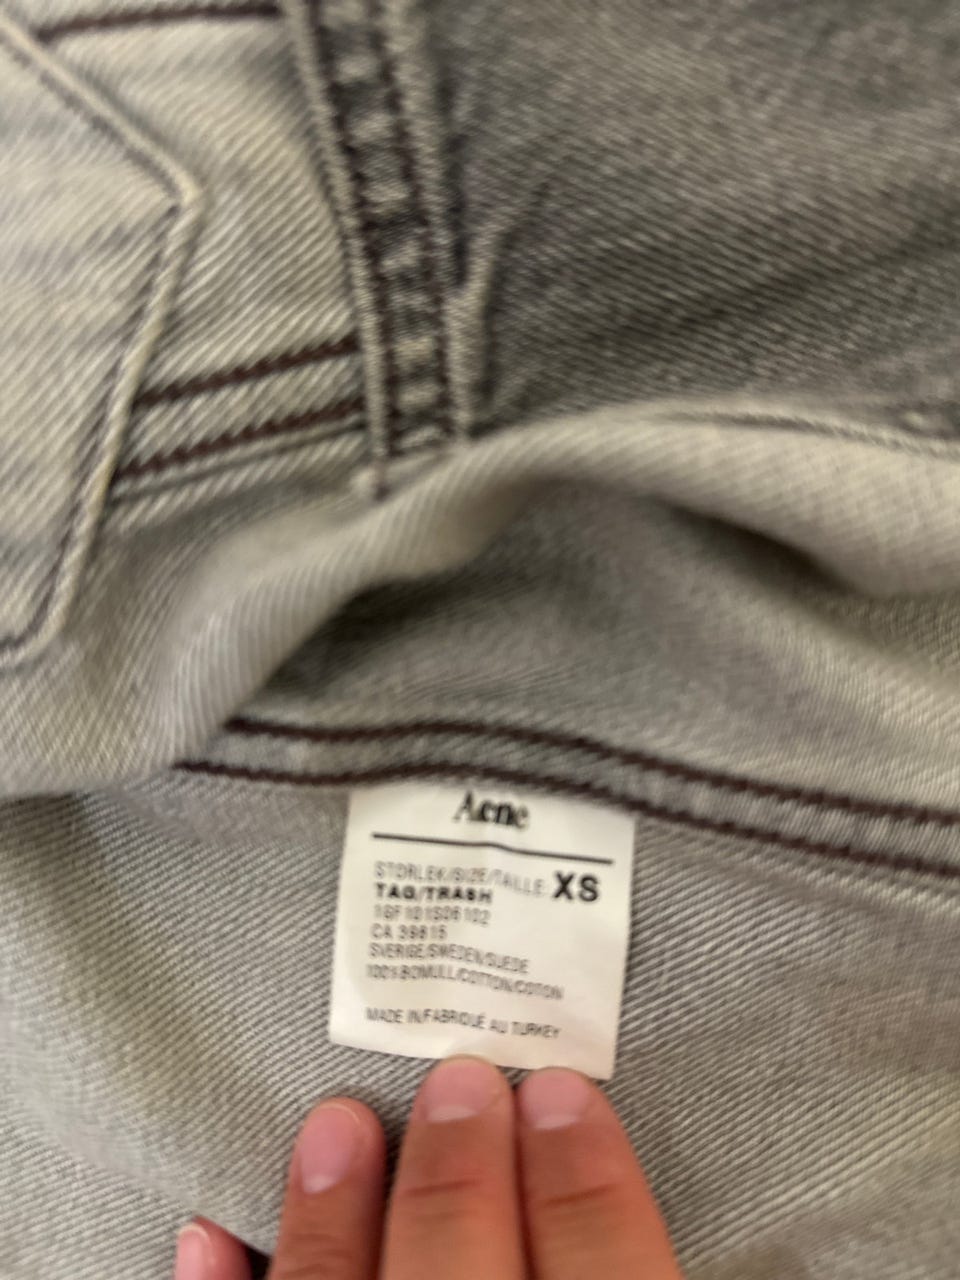 Acne
STORLEK/SIZE/TAILLE XS
TAG/TRASH
1GF101S06102
CA 39815
SVERIGE/SWEDEN/SUEDE
100% BOMULL/COTTON/COTON
MADE IN/FABRIQUÉ AU TURKEY